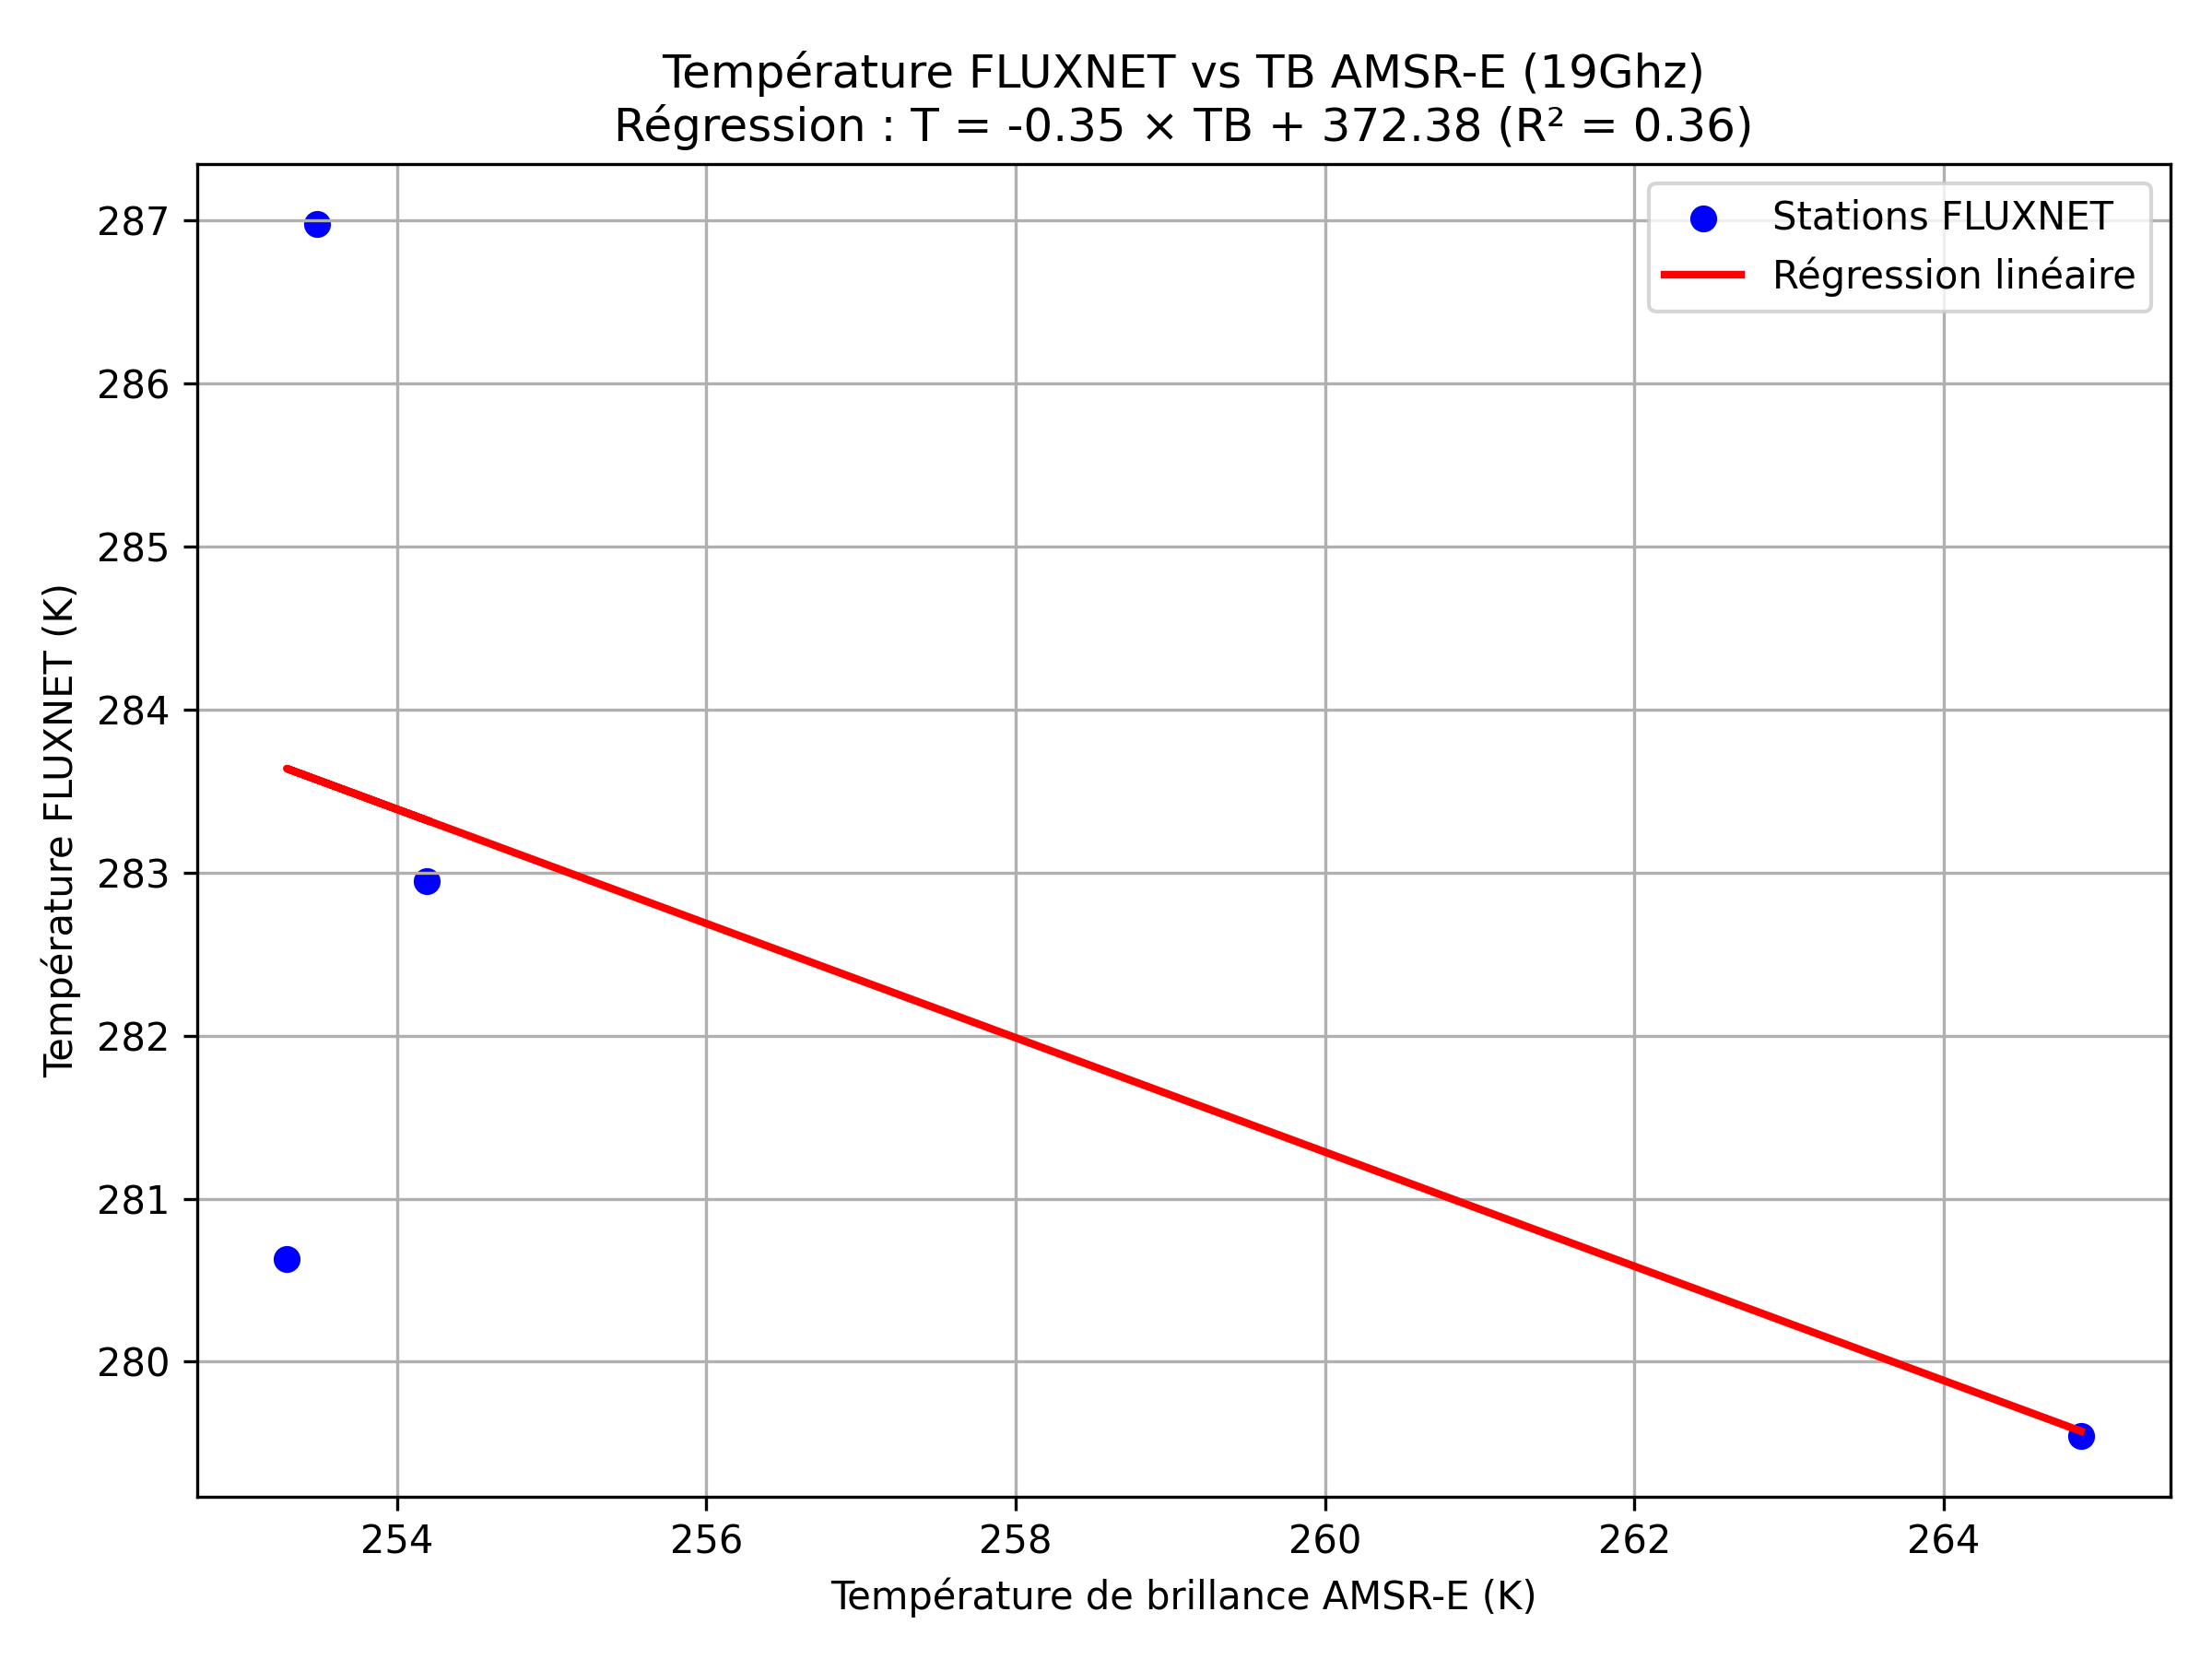 Température FLUXNET vs TB AMSR-E (19Ghz)
Régression : T = -0.35 × TB + 372.38 (R² = 0.36)
Stations FLUXNET
Régression linéaire
Température FLUXNET (K)
287
286
285
284
283
282
281
280
254
256
258
260
262
264
Température de brillance AMSR-E (K)